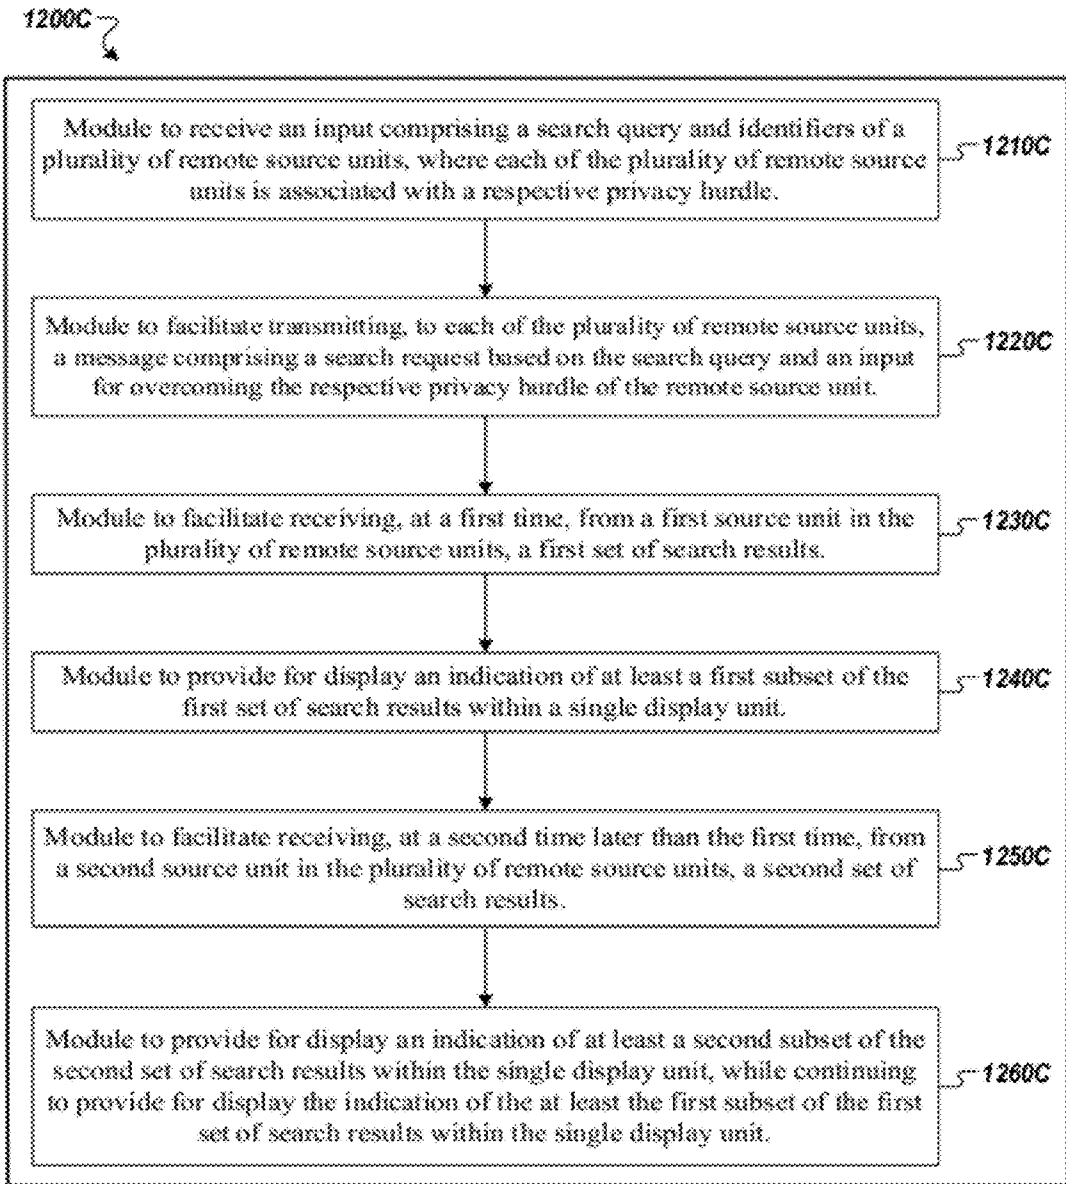 1200C
Module to receive an input comprising a search query and identifiers of a
plurality of remote source units, where each of the plurality of remote source
units is associated with a respective privacy hurdle.
1210C
Module to facilitate transmitting, to each of the plurality of remote source units,
a message comprising a search request based on the search query and an input
for overcoming the respective privacy hurdle of the remote source unit.
1220C
Module to facilitate receiving, at a first time, from a first source unit in the
plurality of remote source units, a first set of search results.
1230C
Module to provide for display an indication of at least a first subset of the
first set of search results within a single display unit.
1240C
Module to facilitate receiving, at a second time later than the first time, from
a second source unit in the plurality of remote source units, a second set of
search results.
1250C
Module to provide for display an indication of at least a second subset of the
second set of search results within the single display unit, while continuing
to provide for display the indication of the at least the first subset of the first
set of search results within the single display unit.
1260C